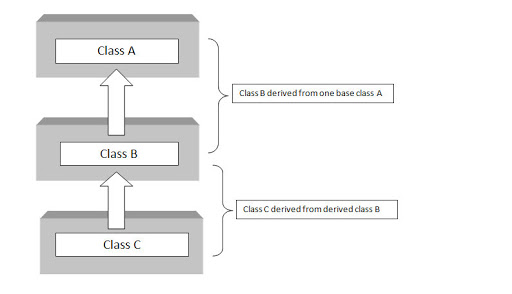 Class A
Class B derived from one base class A
Class B
Class C derived from derived class B
Class C